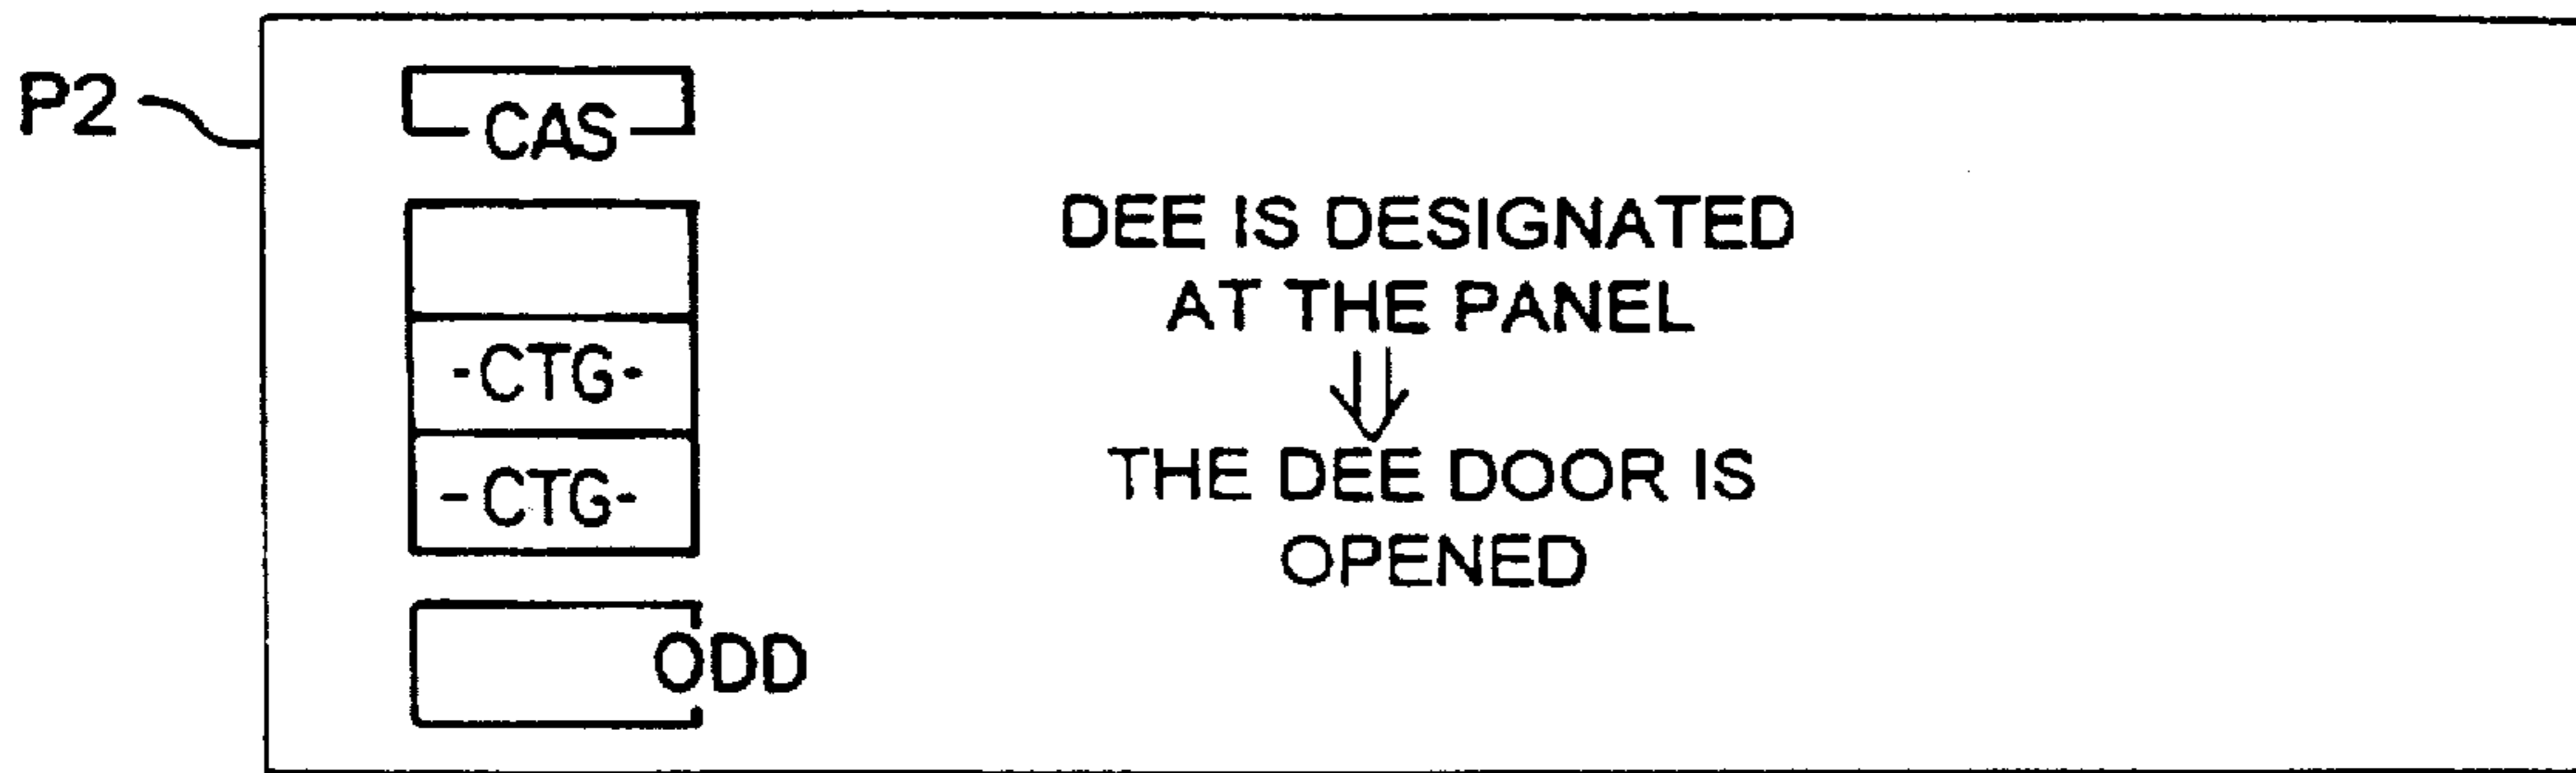 P2
CAS
-CTG-
-CTG-
ODD
DEE IS DESIGNATED
AT THE PANEL
THE DEE DOOR IS
OPENED